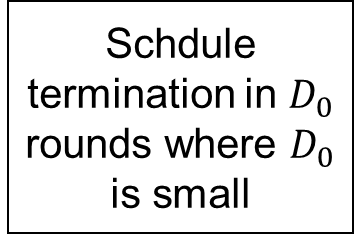 Schdule
termination in D₀
rounds where D₀
is small